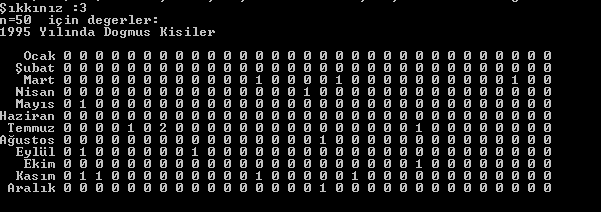 Şıkkınız :3
n=50 için degerler:
1995 Yılında Dogmus Kisiler
Ocak 0 0 0 0 0 0 0 0 0 0 0 0 0 0 0 0 0 0 0 0 0 0 0 0 0 0 0 0 0 0 0
Şubat 0 0 0 0 0 0 0 0 0 0 0 0 0 0 0 0 0 0 0 0 0 0 0 0 0 0 0 0 0 0 0
Mart 0 0 0 0 0 0 0 0 0 0 0 0 1 0 0 0 0 1 0 0 0 0 0 0 0 0 0 0 1 0 0
Nisan 0 0 0 0 0 0 0 0 0 0 0 0 0 0 0 1 0 0 0 0 0 0 0 0 0 0 0 0 0 0 0
Mayıs 0 1 0 0 0 0 0 0 0 0 0 0 0 0 0 0 0 0 0 0 0 0 0 0 0 0 0 0 0 0 0
Haziran 0 0 0 0 0 0 0 0 0 0 0 0 0 0 0 0 0 0 0 0 0 0 0 0 0 0 0 0 0 0 0
Temmuz 0 0 0 0 1 0 2 0 0 0 0 0 0 0 0 0 0 0 0 0 0 0 1 0 0 0 0 0 0 0 0
Ağustos 0 0 0 0 0 0 0 0 0 0 0 0 0 0 0 0 1 0 0 0 0 0 0 0 0 0 0 0 0 0 0
Eylül 0 1 0 0 0 0 0 0 1 0 0 0 0 0 0 0 0 0 0 0 0 0 0 0 0 0 0 0 0 0 0
Ekim 0 0 0 0 0 0 0 0 0 0 0 0 0 0 0 0 0 0 0 0 0 0 1 0 0 0 0 0 0 0 0
Kasım 0 1 1 0 0 0 0 0 0 0 0 0 1 0 0 0 0 0 1 0 0 0 0 0 0 0 0 0 0 0 0
Aralık 0 0 0 0 0 0 0 0 0 0 0 0 0 0 0 0 1 0 0 0 0 0 0 0 0 0 0 0 0 0 0